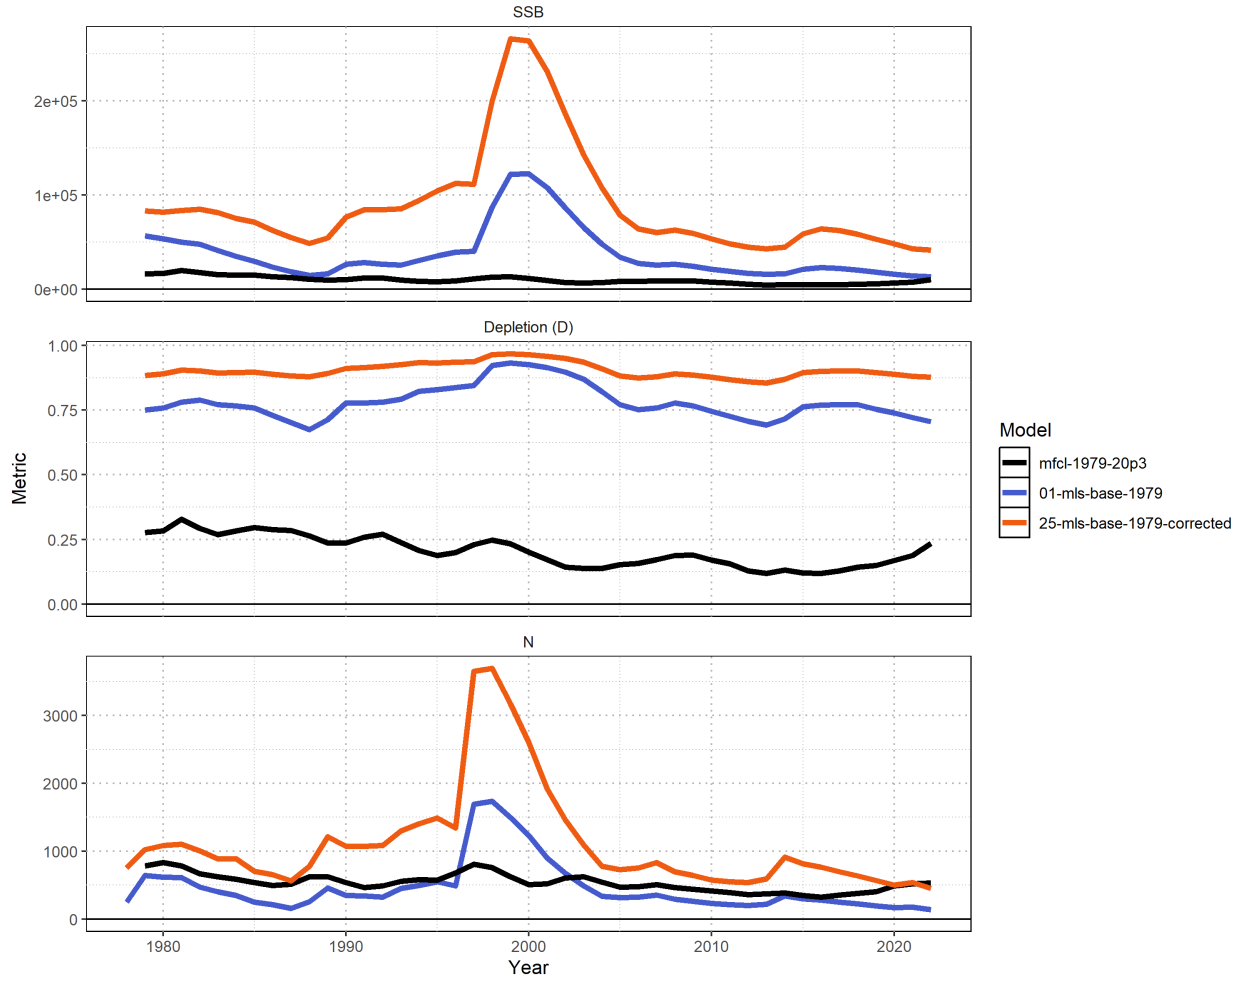 SSB
2e+05
1e+05
0e+00
Depletion (D)
1.00
0.75
0.50
0.25
0.00
N
3000
2000
1000
0
1980 1990 2000 2010 2020
Year
Metric
Model
mfcl-1979-20p3
01-mls-base-1979
25-mls-base-1979-corrected